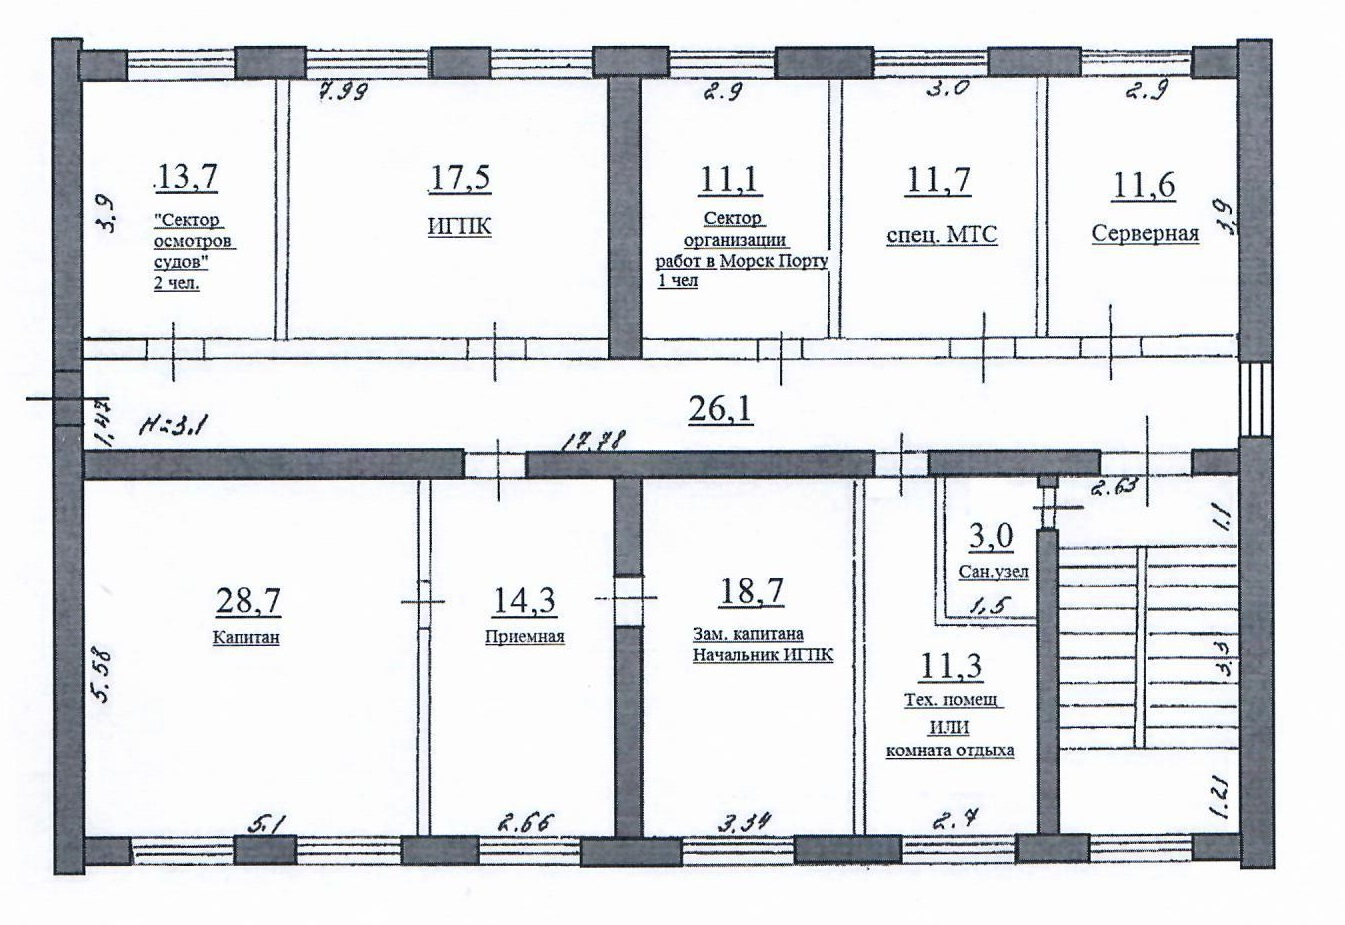 7.99
2.9
3.0
2.9
3.9
13,7
"Сектор
осмотров
судов"
2 чел.
17,5
ИГПК
11,1
Сектор
организации
работ в Морск Порту
1 чел
11,7
спец. МТС
11,6
Серверная
3,9
1,47
H=3.1
26,1
17.78
2.63
1.1
28,7
Капитан
5.58
5.1
14,3
Приемная
2.66
18,7
Зам. капитана
Начальник ИГПК
3.34
3,0
Сан.узел
1,5
11,3
Тех. помещ
ИЛИ
комната отдыха
2.7
3.3
1.21